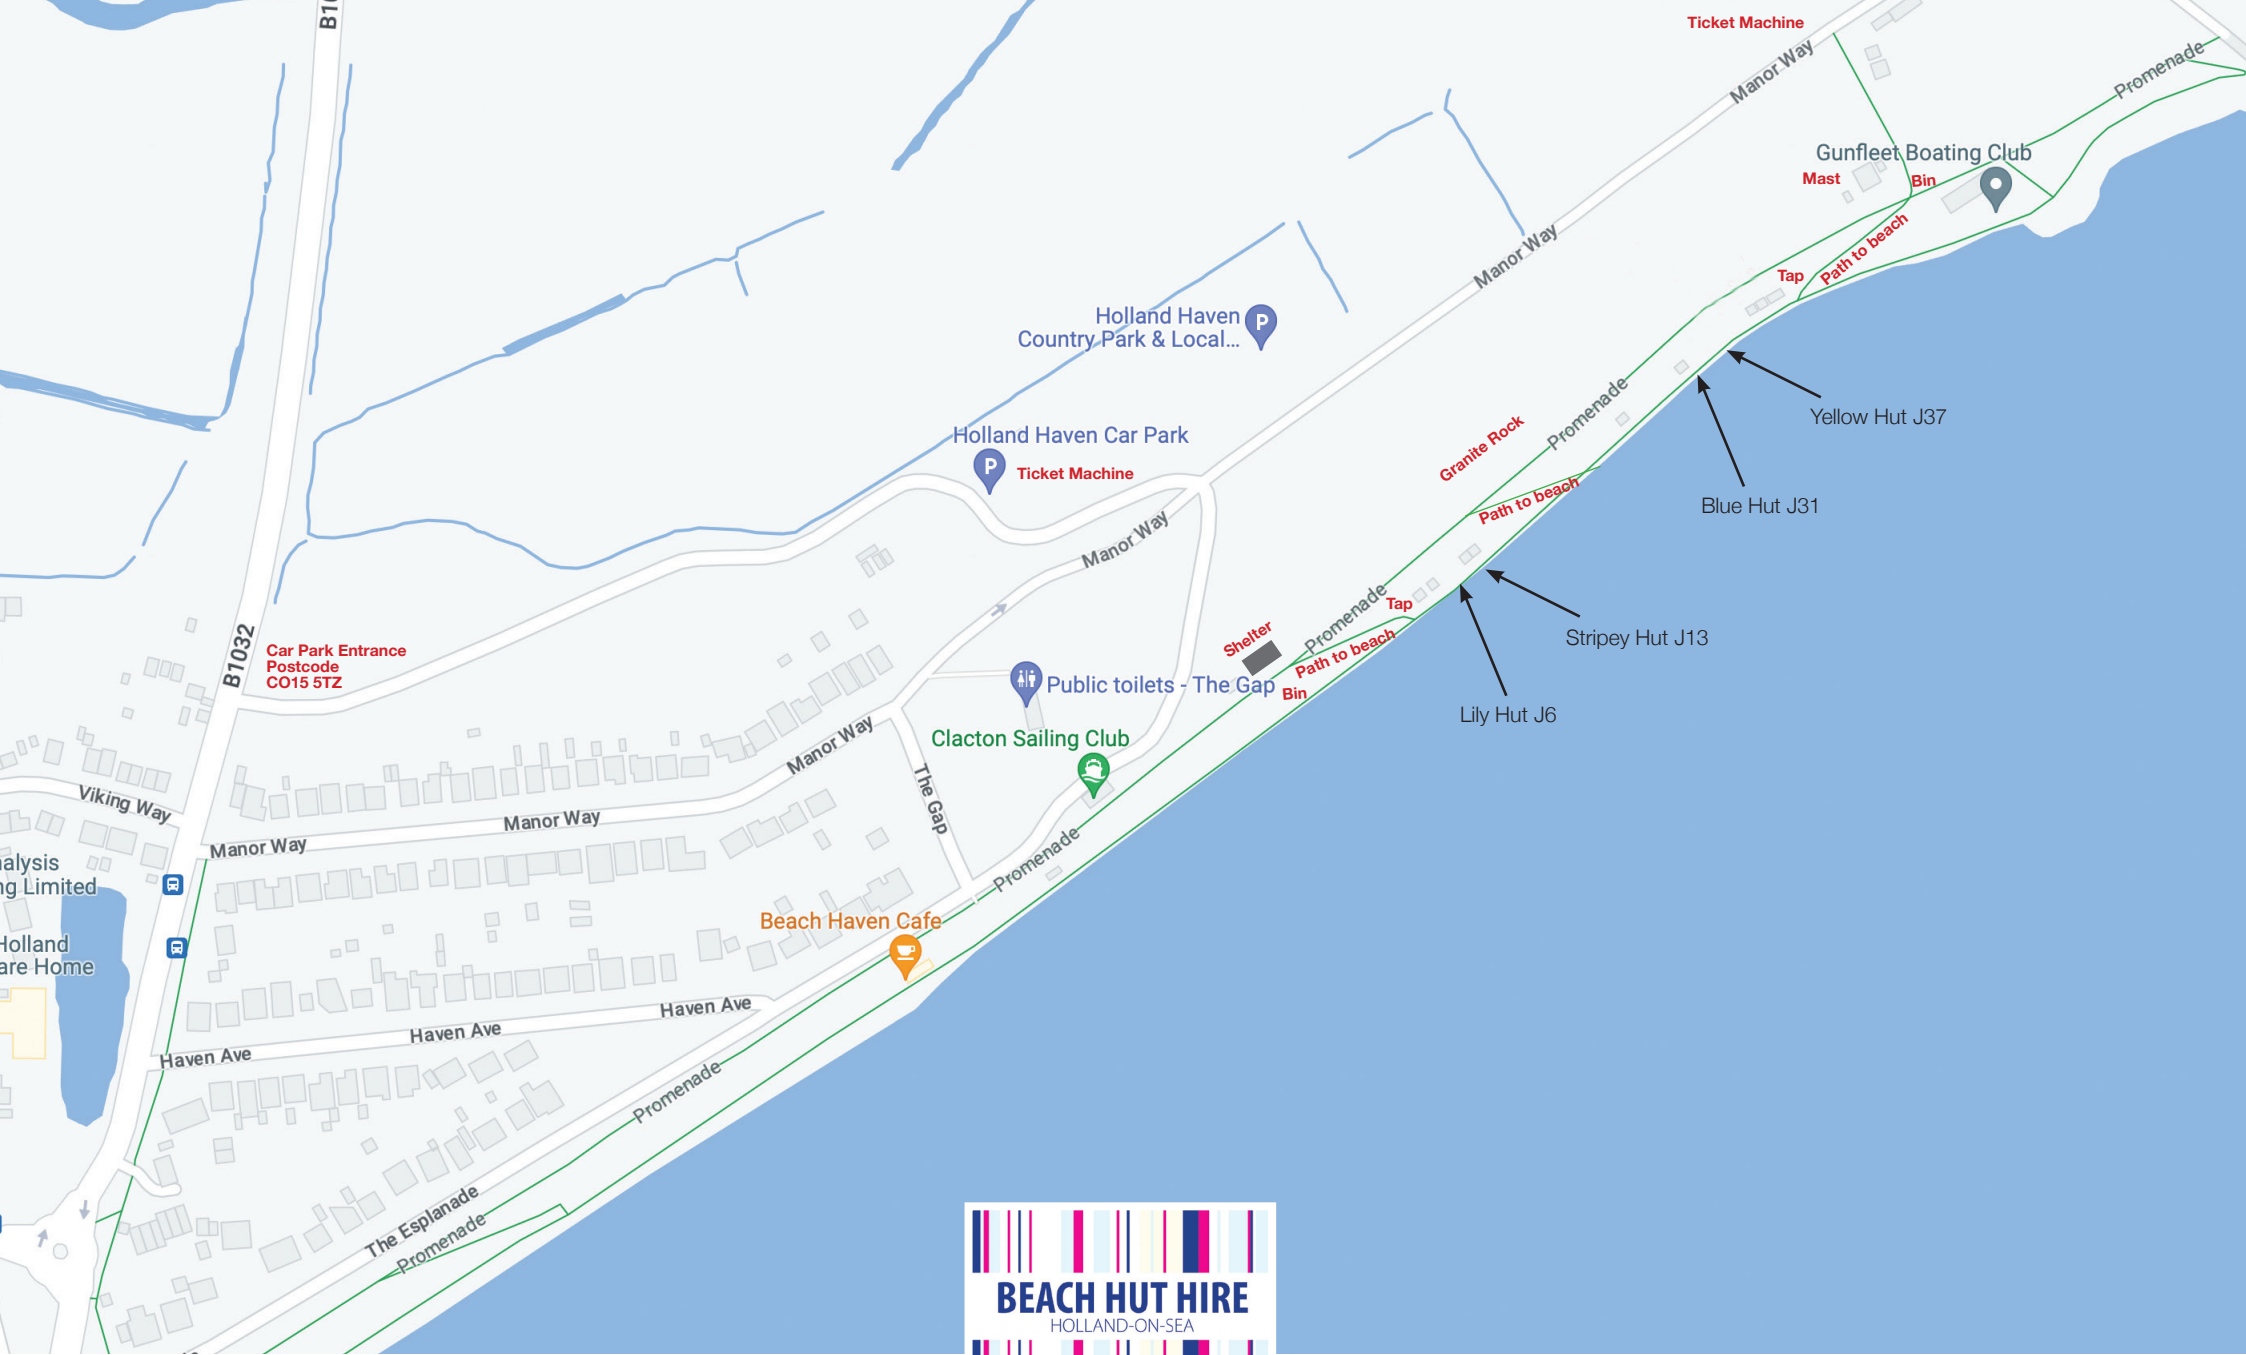 B10
Ticket Machine
Manor Way
Promenade
Gunfleet Boating Club
Mast
Bin
Path to beach
Tap
Manor Way
Holland Haven
Country Park & Local...
P
Yellow Hut J37
Promenade
Granite Rock
Holland Haven Car Park
P
Ticket Machine
Path to beach
Blue Hut J31
Manor Way
Promenade
Tap
Shelter
Path to beach
Stripey Hut J13
B1032
Car Park Entrance
Postcode
CO15 5TZ
Public toilets - The Gap
Bin
Lily Hut J6
Clacton Sailing Club
Manor Way
The Gap
Viking Way
Manor Way
Manor Way
Promenade
alysis
ng Limited
Beach Haven Cafe
Holland
are Home
Haven Ave
Haven Ave
Haven Ave
Promenade
The Esplanade
Promenade
BEACH HUT HIRE
HOLLAND-ON-SEA